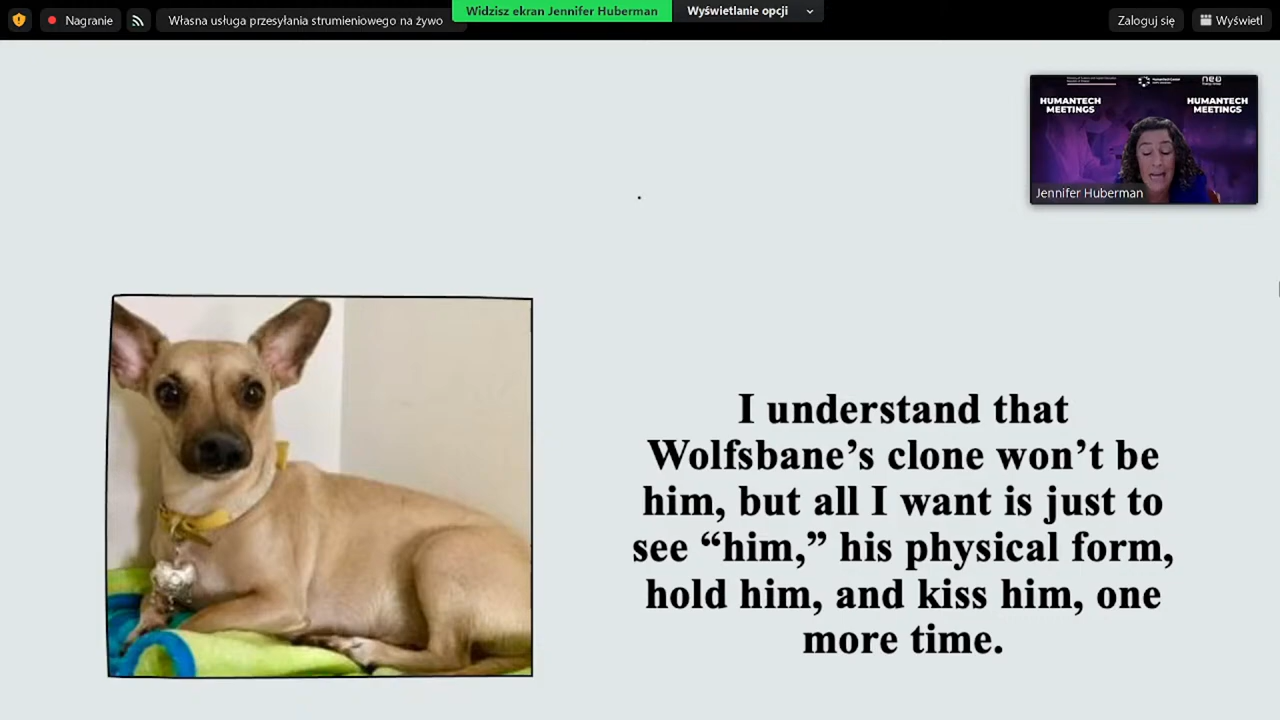 Nagranie
Własna usługa przesyłania strumieniowego na żywo
Widzisz ekran Jennifer Huberman
Wyświetlanie opcji
Zaloguj się
Wyświetl
HUMANTECH
MEETINGS
HUMANTECH
MEETINGS
Jennifer Huberman
I understand that
Wolfsbane’s clone won’t be
him, but all I want is just to
see “him,” his physical form,
hold him, and kiss him, one
more time.